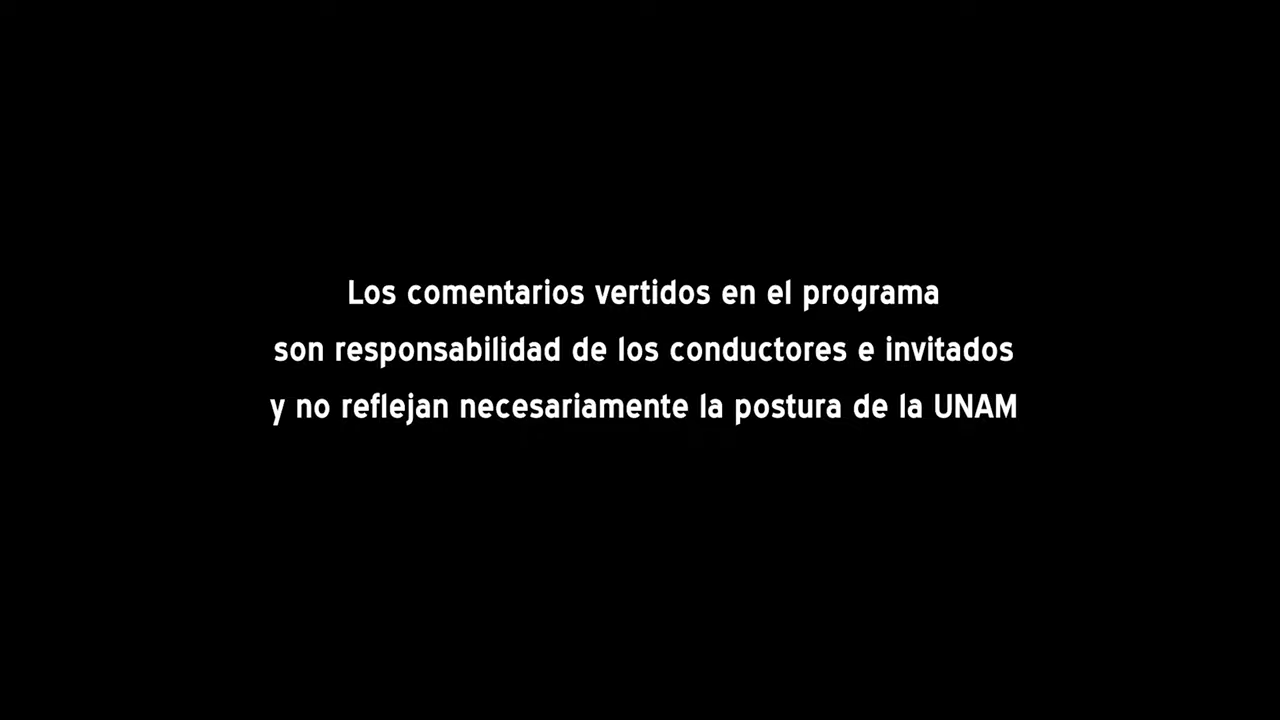 Los comentarios vertidos en el programa
son responsabilidad de los conductores e invitados
y no reflejan necesariamente la postura de la UNAM